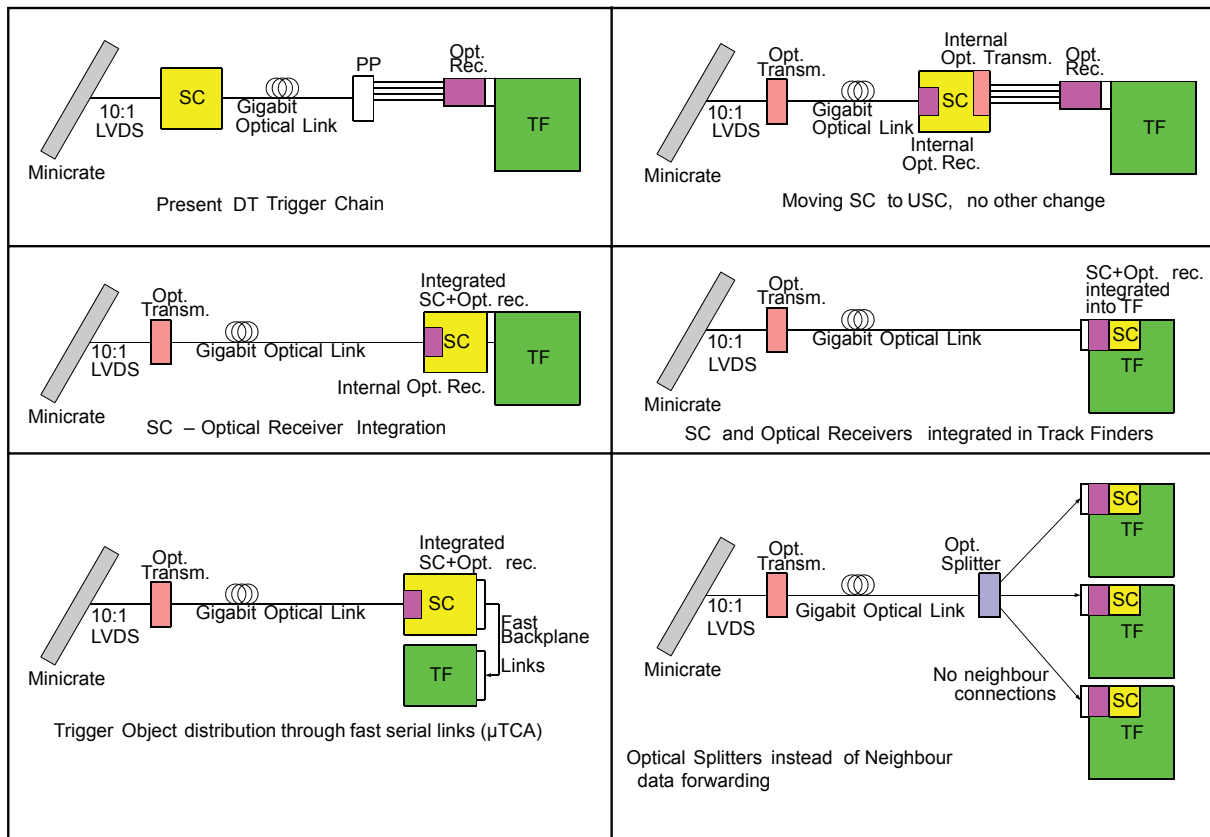 PP
Opt.
Rec.
SC
10:1
LVDS
Gigabit
Optical Link
TF
Minicrate
Present DT Trigger Chain
Internal
Opt. Transm.
Opt.
Transm.
Opt.
Rec.
SC
10:1
LVDS
Gigabit
Optical Link
TF
Internal
Opt. Rec.
Minicrate
Moving SC to USC, no other change
Integrated
SC+Opt. rec.
Opt.
Transm.
SC
10:1
LVDS
Gigabit Optical Link
TF
Internal Opt. Rec.
Minicrate
SC – Optical Receiver Integration
SC+Opt. rec.
integrated
into TF
Opt.
Transm.
SC
10:1
LVDS
Gigabit Optical Link
TF
Minicrate
SC and Optical Receivers integrated in Track Finders
Integrated
SC+Opt. rec.
Opt.
Transm.
SC
10:1
LVDS
Gigabit Optical Link
Fast
Backplane
Links
TF
Minicrate
Trigger Object distribution through fast serial links (µTCA)
SC
TF
Opt.
Splitter
Opt.
Transm.
10:1
LVDS
Gigabit Optical Link
SC
TF
Minicrate
No neighbour
connections
SC
TF
Optical Splitters instead of Neighbour
data forwarding